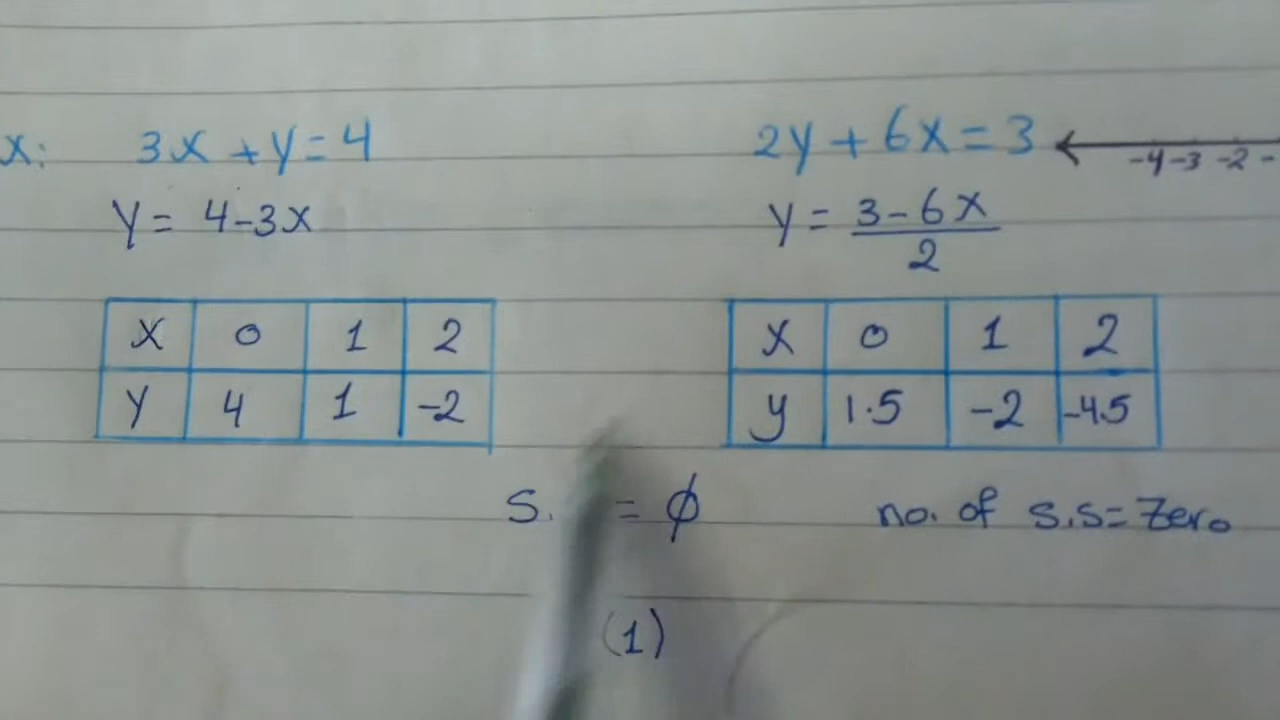 x: 3x + y = 4
2y + 6x = 3
-4 -3 -2 -
y = 4 - 3x
y = 3 - 6x / 2
x 0 1 2
y 4 1 -2
x 0 1 2
y 1.5 -2 -4.5
S. = ϕ
no. of s.s = Zero
(1)